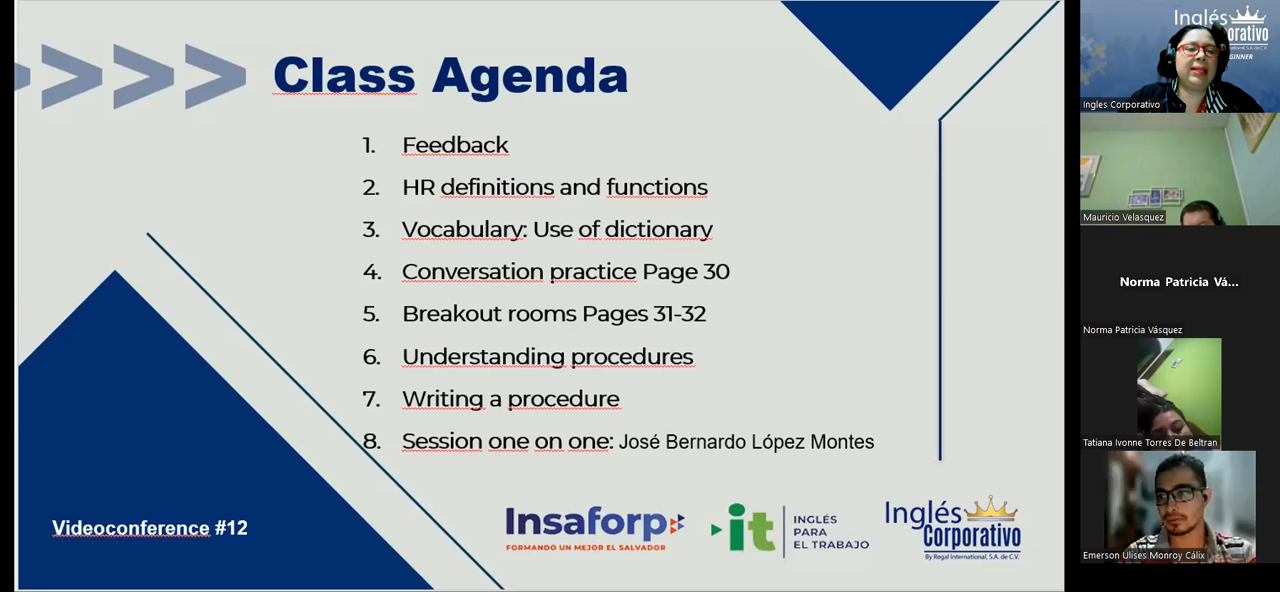 Class Agenda
1. Feedback
2. HR definitions and functions
3. Vocabulary: Use of dictionary
4. Conversation practice Page 30
5. Breakout rooms Pages 31-32
6. Understanding procedures
7. Writing a procedure
8. Session one on one: José Bernardo López Montes
Videoconference #12
Insaforp
FORMANDO UN MEJOR EL SALVADOR
it
INGLÉS
PARA
EL TRABAJO
Inglés
Corporativo
By Regal International, S.A. de C.V.
Inglés
orativo
GINNER
Ingles Corporativo
Mauricio Velasquez
Norma Patricia Vá...
Norma Patricia Vásquez
Tatiana Ivonne Torres De Beltran
Emerson Ulises Monroy Cálix